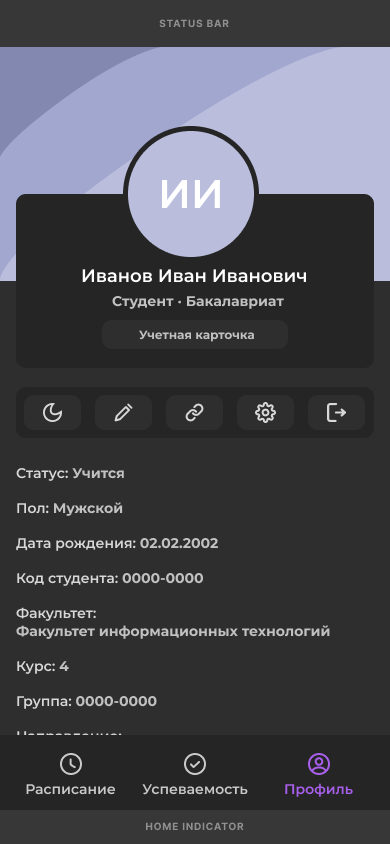 STATUS BAR
ИИ
Иванов Иван Иванович
Студент · Бакалавриат
Учетная карточка
Статус: Учится
Пол: Мужской
Дата рождения: 02.02.2002
Код студента: 0000-0000
Факультет:
Факультет информационных технологий
Курс: 4
Группа: 0000-0000
Направление:
Расписание Успеваемость Профиль
HOME INDICATOR